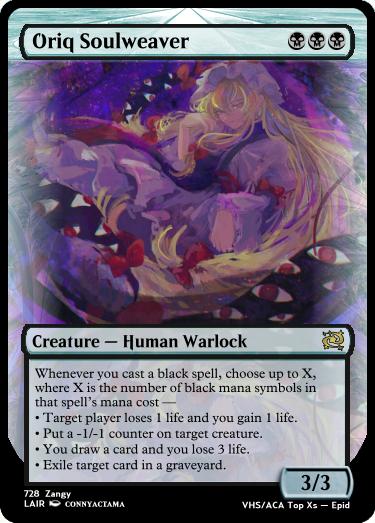 Oriq Soulweaver
Creature — Human Warlock
Whenever you cast a black spell, choose up to X,
where X is the number of black mana symbols in
that spell's mana cost —
• Target player loses 1 life and you gain 1 life.
• Put a -1/-1 counter on target creature.
• You draw a card and you lose 3 life.
• Exile target card in a graveyard.
3/3
728 Zangy
LAIR CONNYACTAMA
VHS/ACA Top Xs — Epid